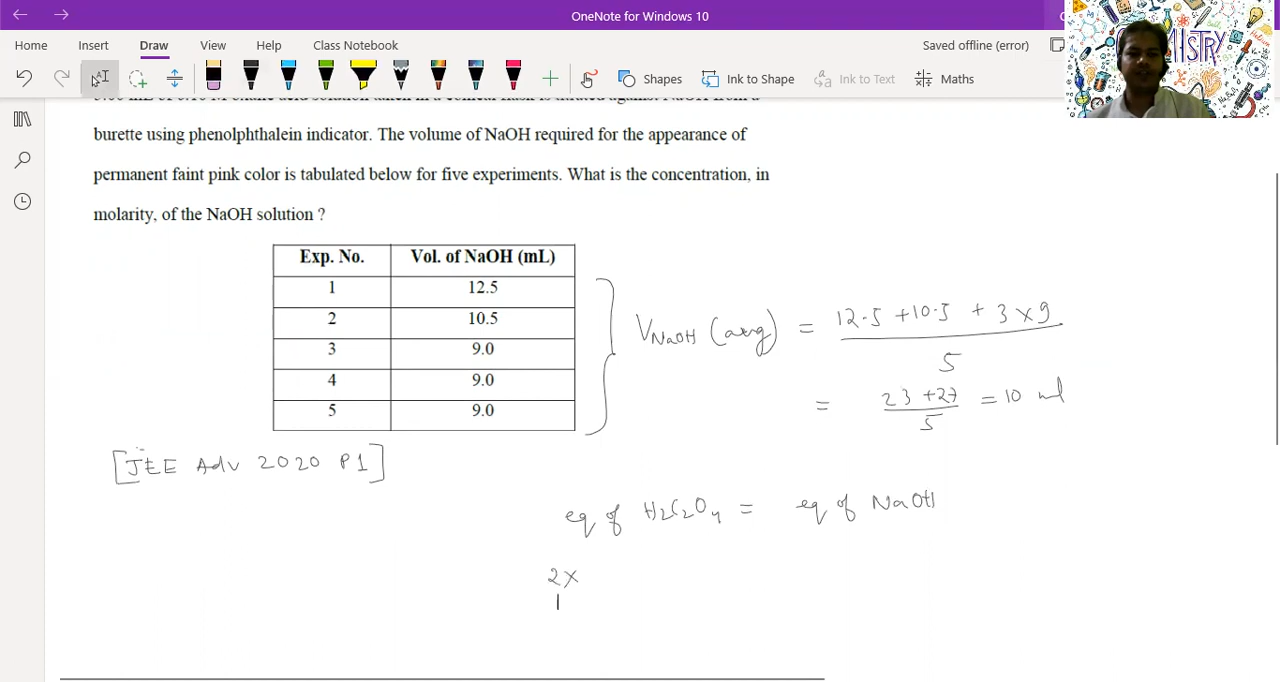 OneNote for Windows 10
Home Insert Draw View Help Class Notebook Saved offline (error)
Shapes Ink to Shape Ink to Text Maths
burette using phenolphthalein indicator. The volume of NaOH required for the appearance of
permanent faint pink color is tabulated below for five experiments. What is the concentration, in
molarity, of the NaOH solution ?
Exp. No. Vol. of NaOH (mL)
1 12.5
2 10.5
3 9.0
4 9.0
5 9.0
V NaOH (avg) = 12.5 + 10.5 + 3 × 9 / 5
= 23 + 27 / 5 = 10 ml
[JEE Adv 2020 P1]
eq of H2C2O4 = eq of NaOH
2 ×